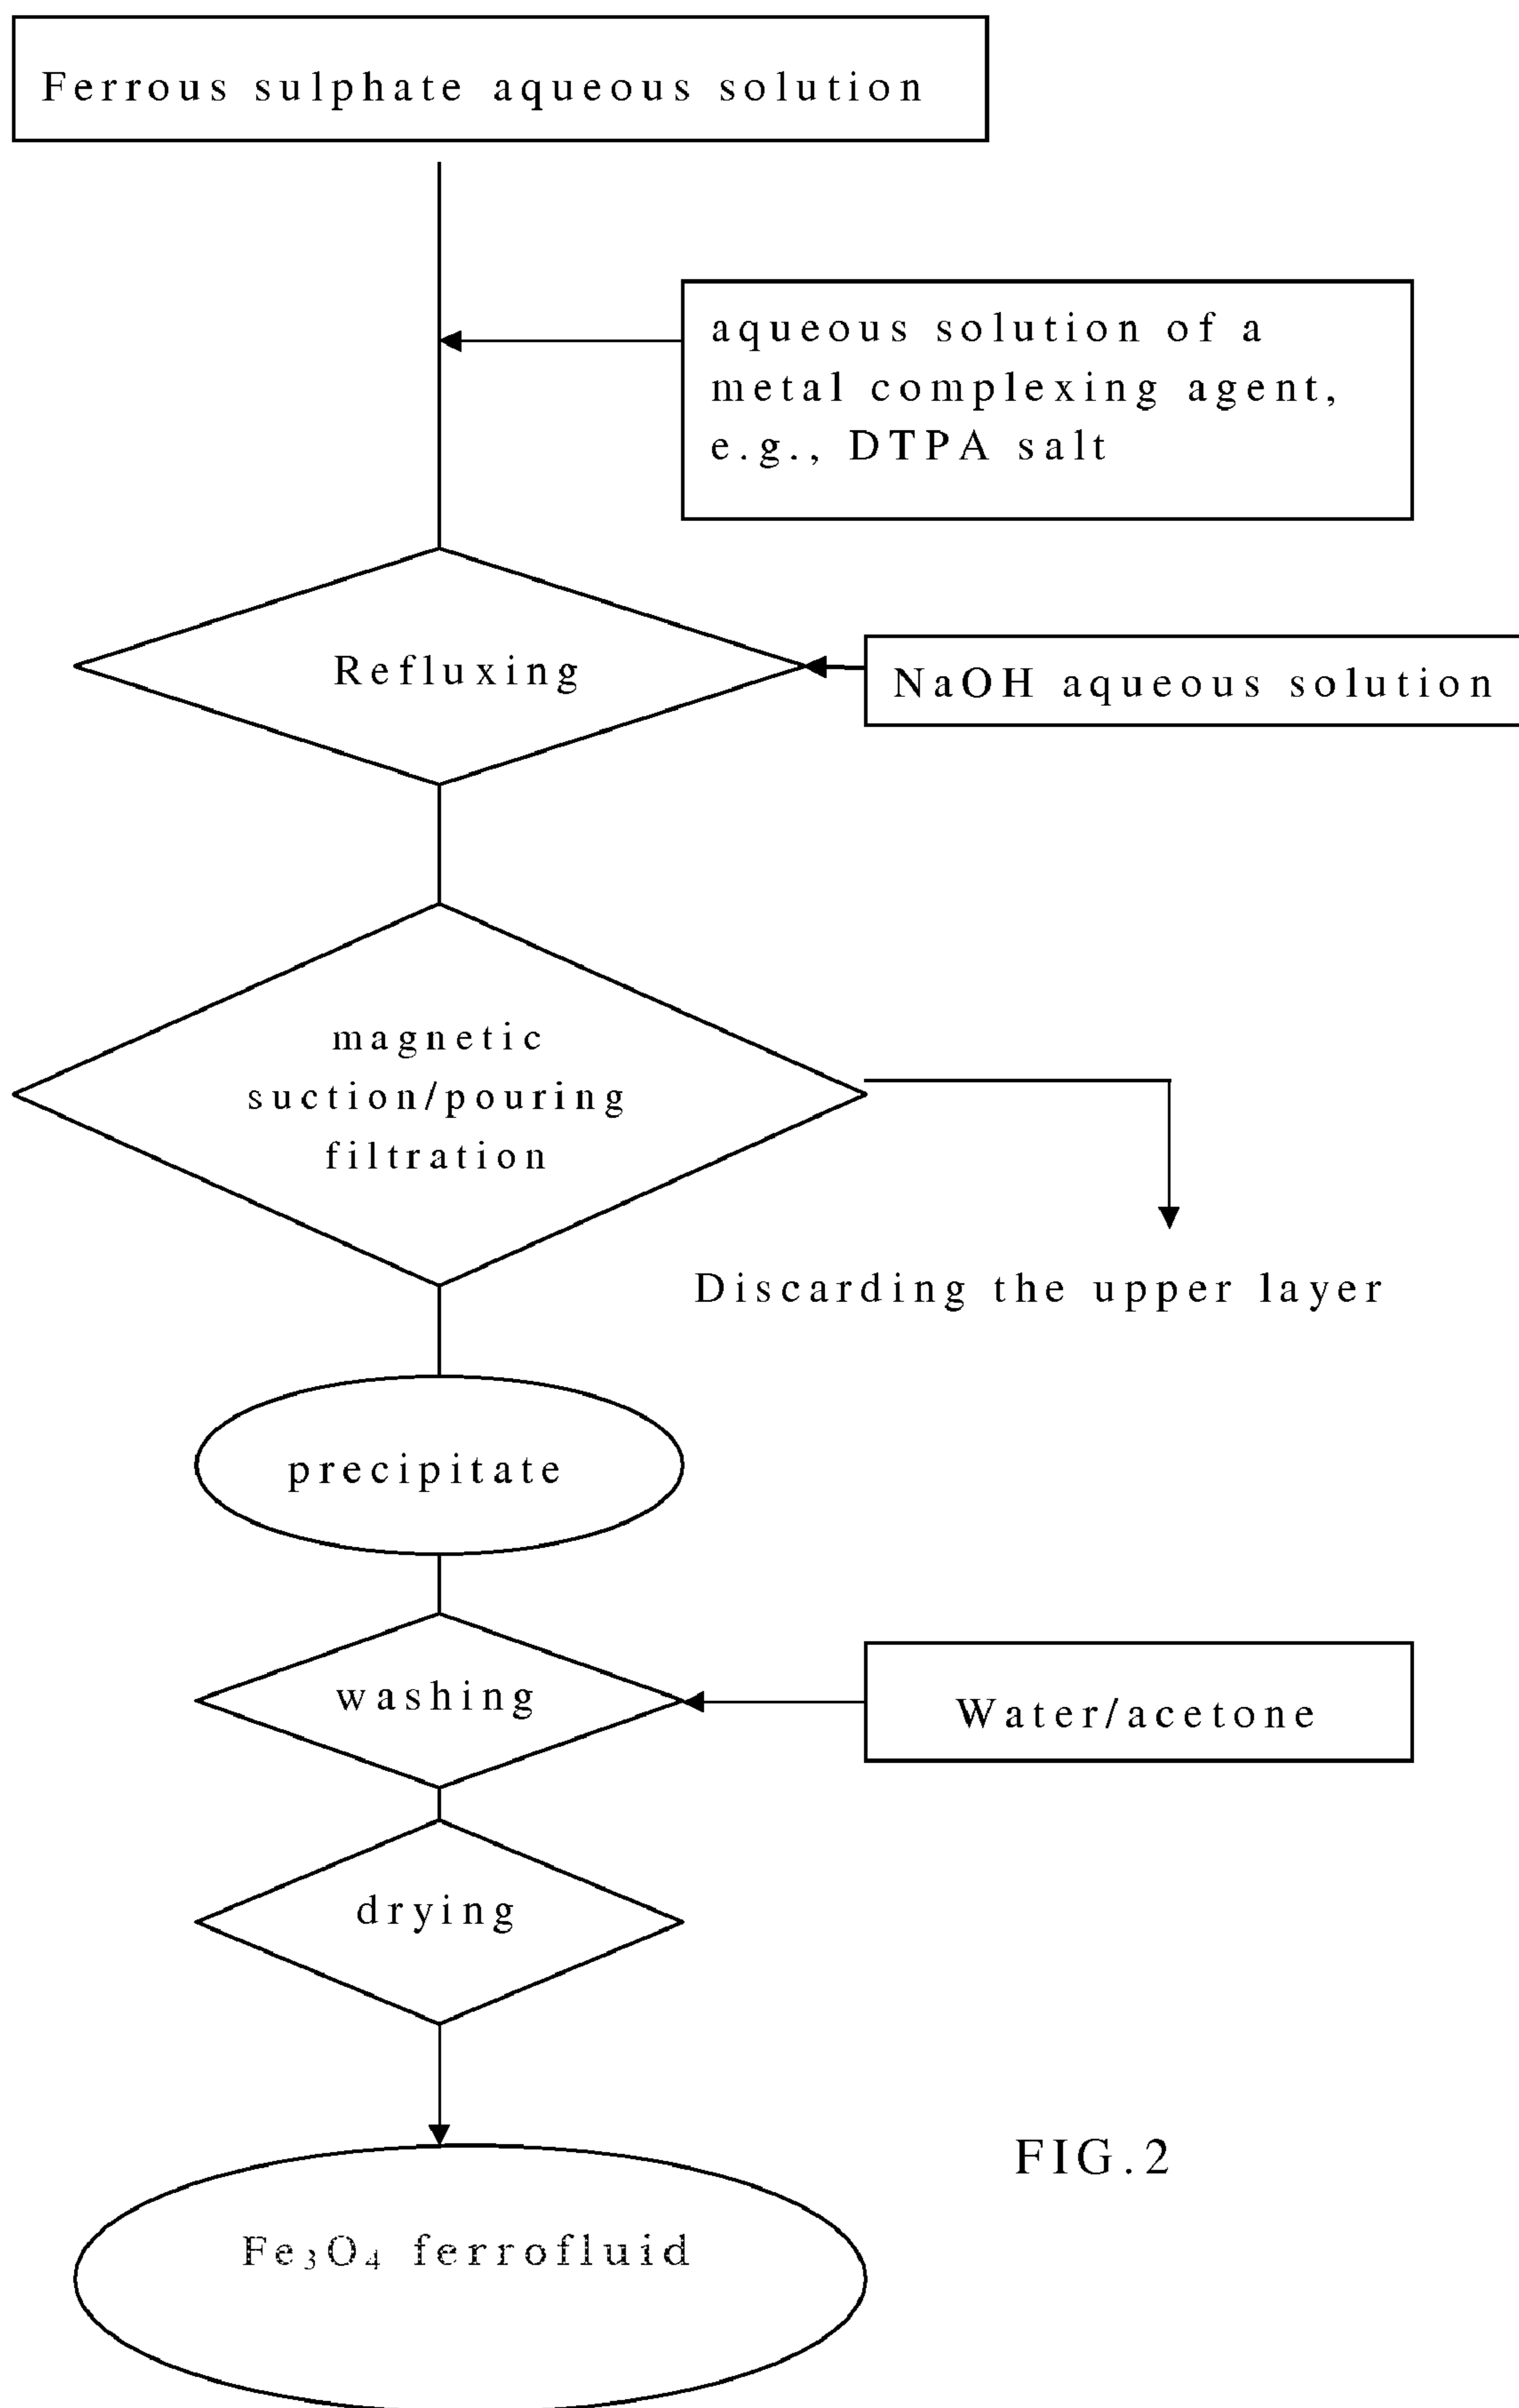 Ferrous sulphate aqueous solution
aqueous solution of a
metal complexing agent,
e.g., DTPA salt
Refluxing
NaOH aqueous solution
magnetic
suction/pouring
filtration
Discarding the upper layer
precipitate
washing
Water/acetone
drying
FIG.2
Fe₃O₄ ferrofluid